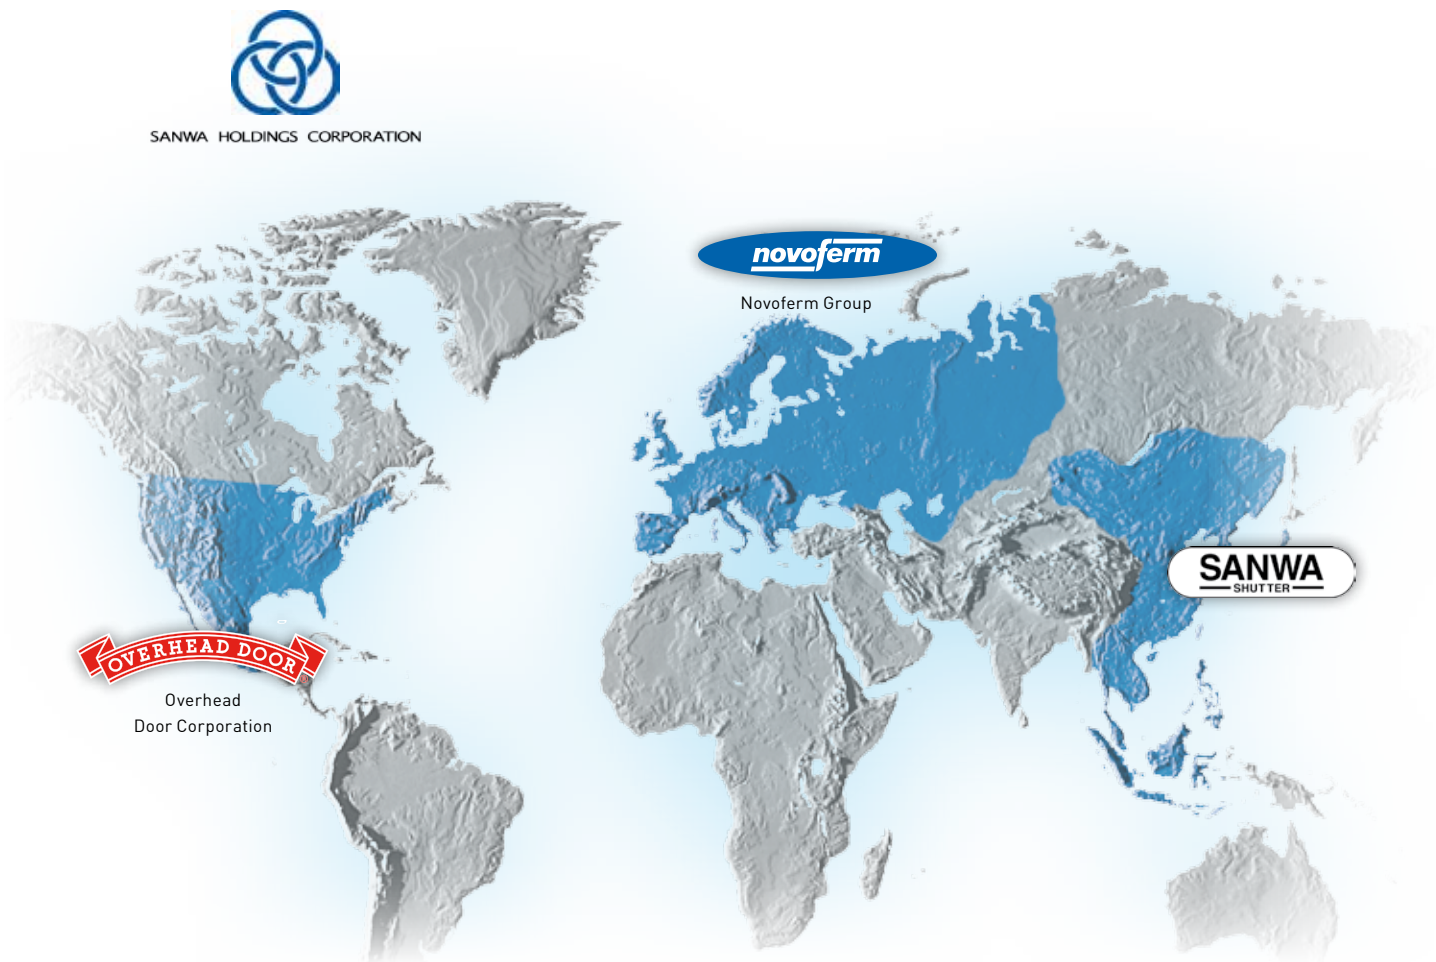 SANWA HOLDINGS CORPORATION
novoferm
Novoferm Group
SANWA
SHUTTER
OVERHEAD DOOR
Overhead
Door Corporation